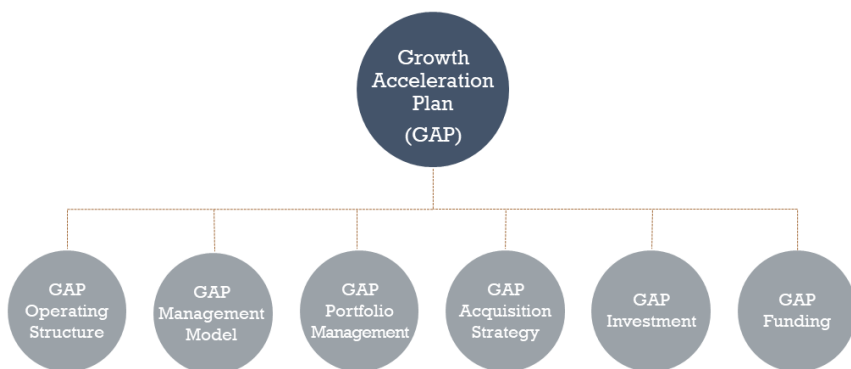 Growth
Acceleration
Plan
(GAP)
GAP
Operating
Structure
GAP
Management
Model
GAP
Portfolio
Management
GAP
Acquisition
Strategy
GAP
Investment
GAP
Funding